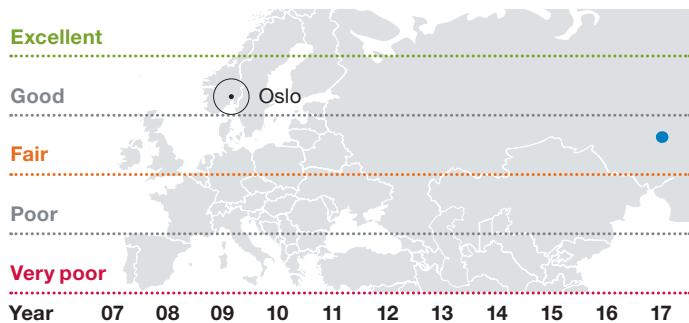 Excellent
Good
Oslo
Fair
Poor
Very poor
Year 07 08 09 10 11 12 13 14 15 16 17